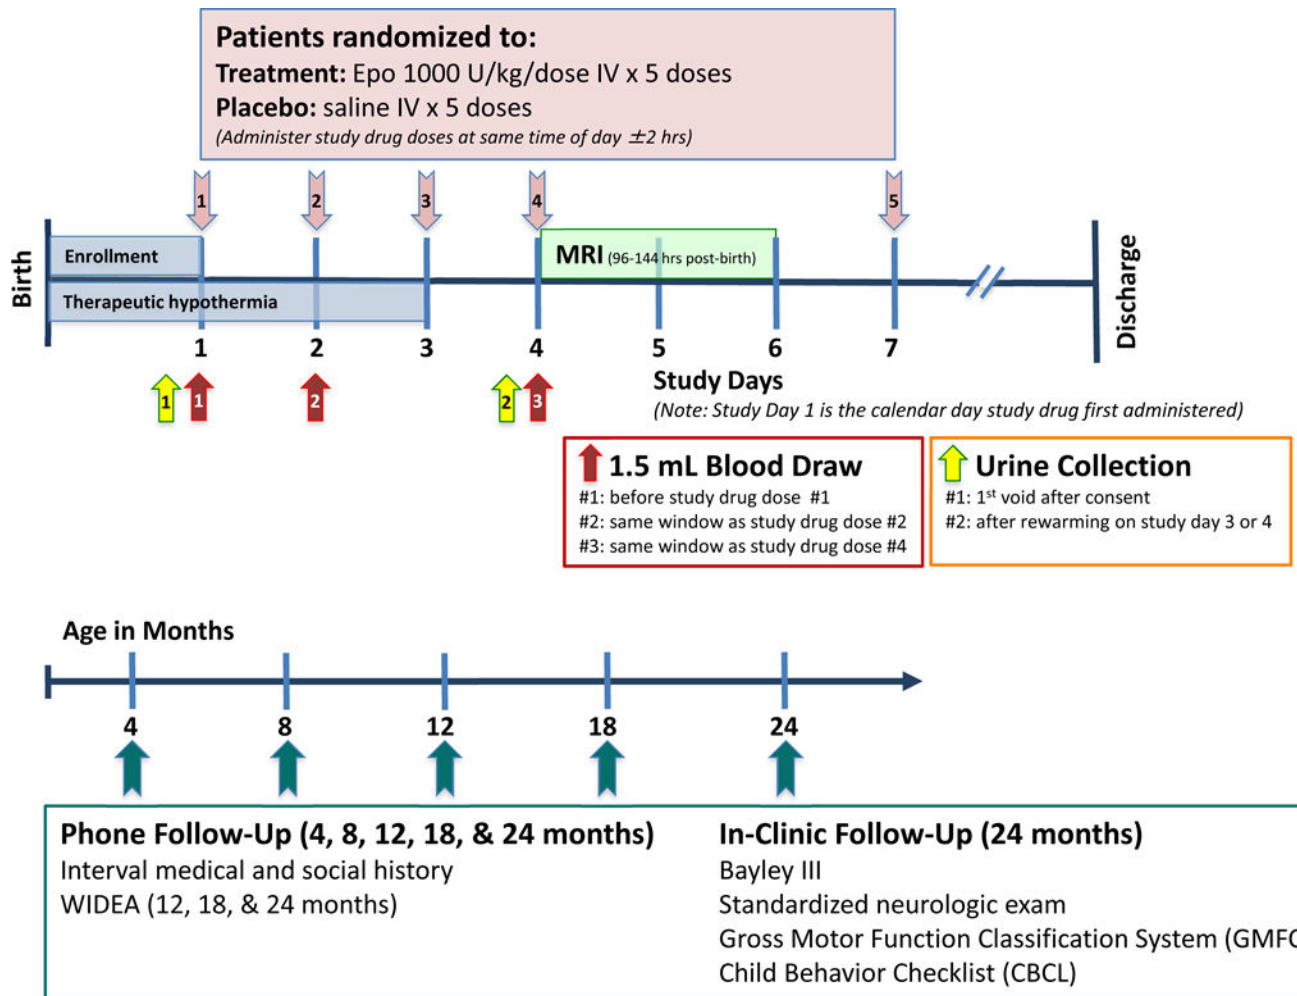 Patients randomized to:
Treatment: Epo 1000 U/kg/dose IV x 5 doses
Placebo: saline IV x 5 doses
(Administer study drug doses at same time of day ±2 hrs)
1 2 3 4 5
Birth
Enrollment
MRI (96-144 hrs post-birth)
Therapeutic hypothermia
Discharge
1 2 3 4 5 6 7
1 1 2 2 3
Study Days
(Note: Study Day 1 is the calendar day study drug first administered)
1.5 mL Blood Draw
#1: before study drug dose #1
#2: same window as study drug dose #2
#3: same window as study drug dose #4
Urine Collection
#1: 1st void after consent
#2: after rewarming on study day 3 or 4
Age in Months
4 8 12 18 24
Phone Follow-Up (4, 8, 12, 18, & 24 months)
Interval medical and social history
WIDEA (12, 18, & 24 months)
In-Clinic Follow-Up (24 months)
Bayley III
Standardized neurologic exam
Gross Motor Function Classification System (GMFC
Child Behavior Checklist (CBCL)